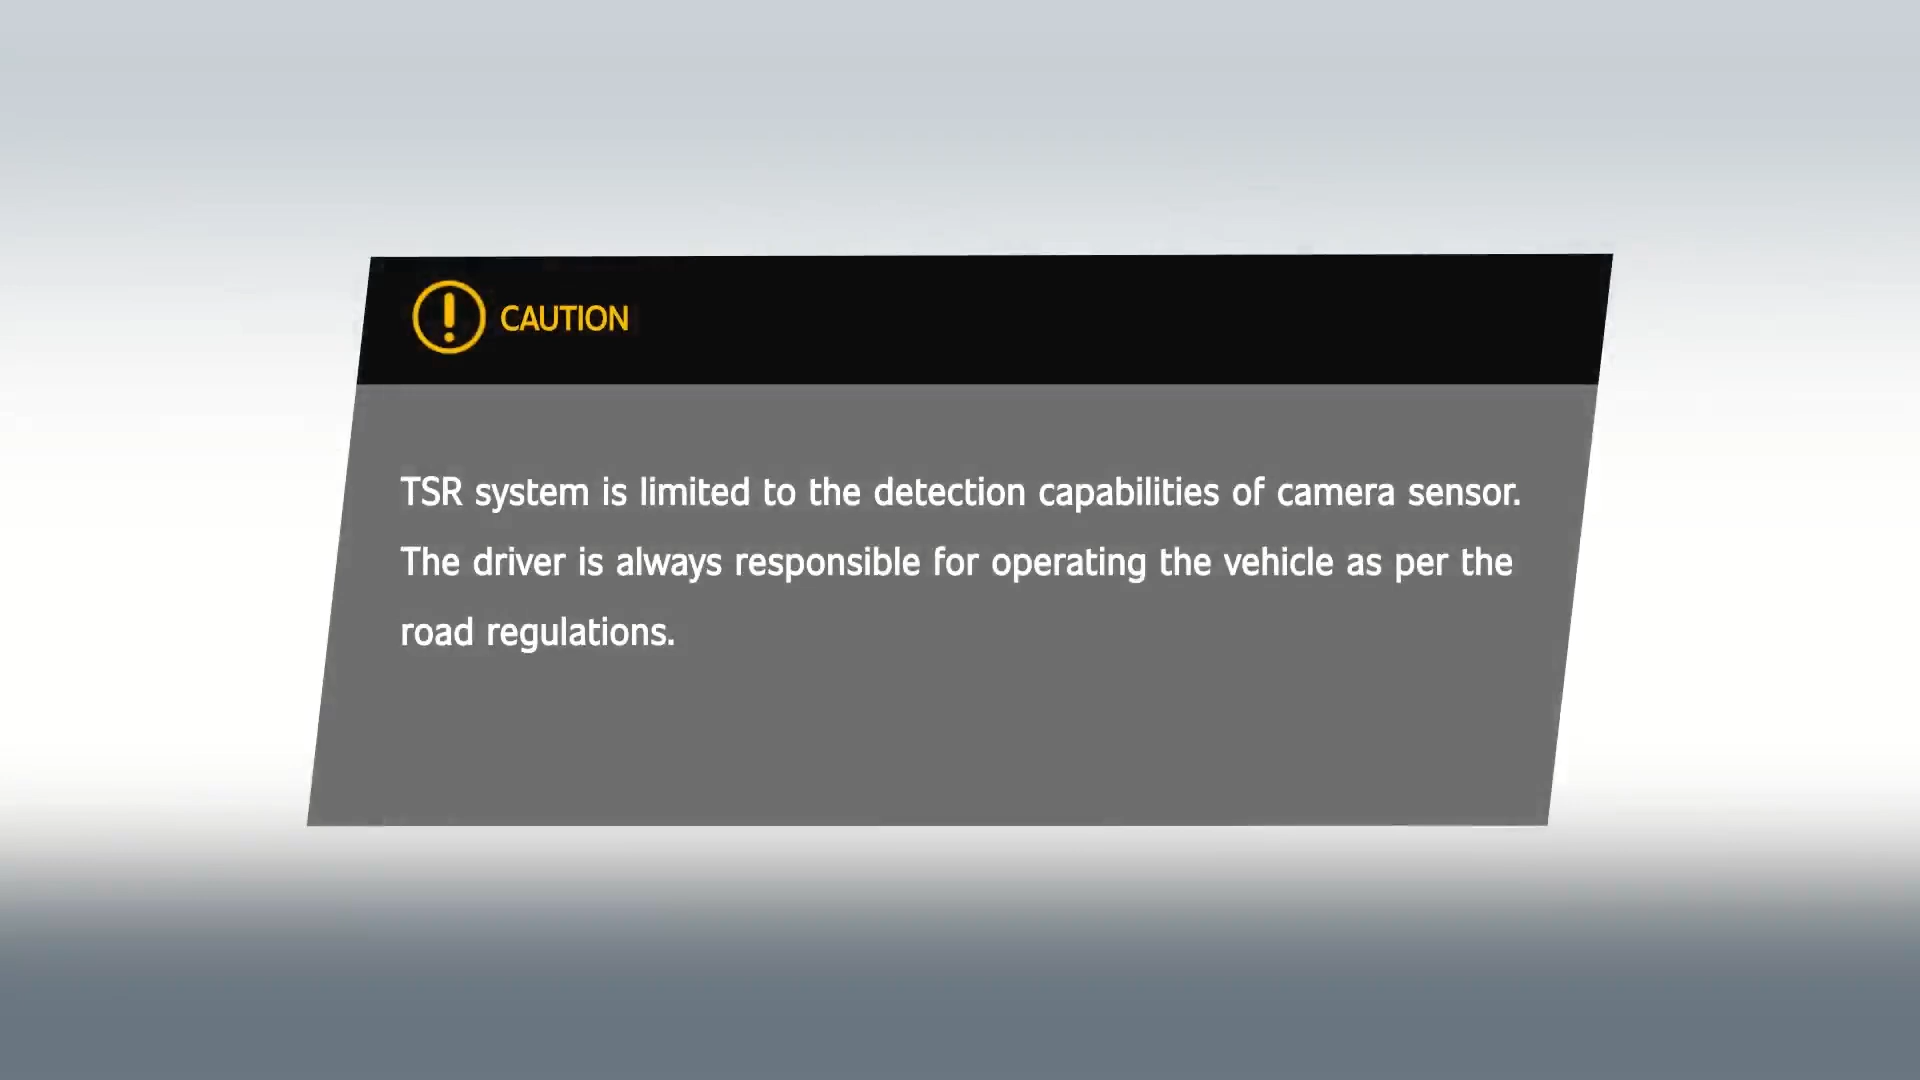 CAUTION
TSR system is limited to the detection capabilities of camera sensor.
The driver is always responsible for operating the vehicle as per the
road regulations.